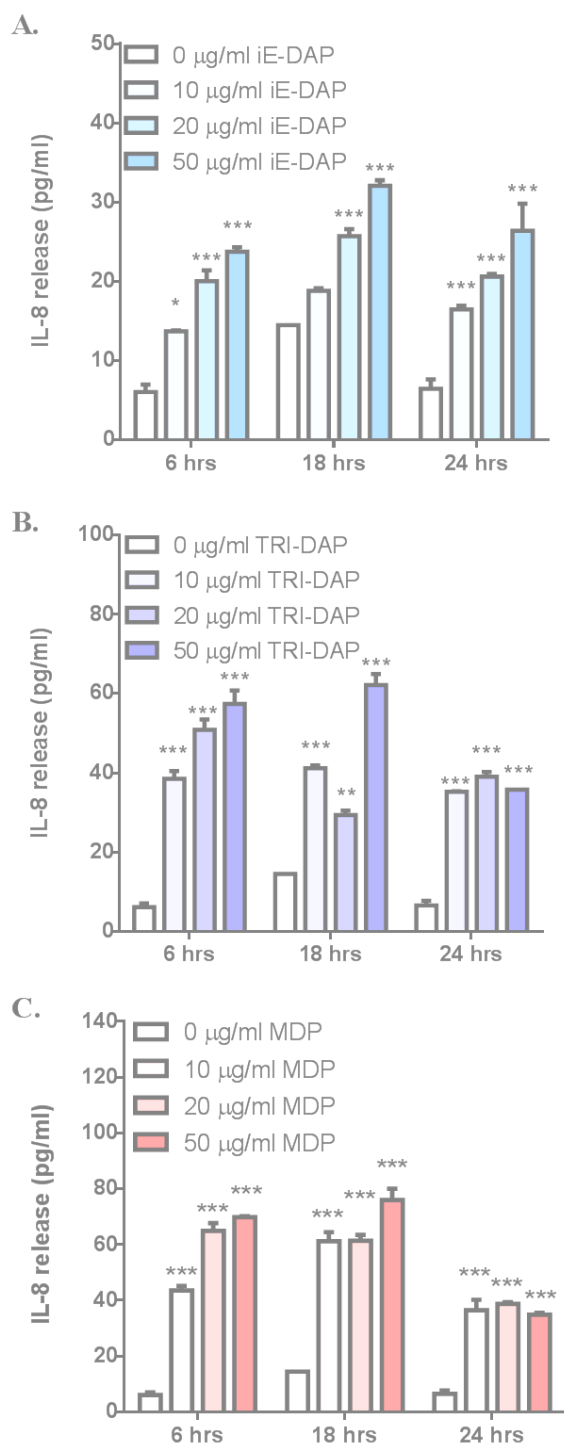 A.
50
40
30
20
10
0
IL-8 release (pg/ml)
0 μg/ml iE-DAP
10 μg/ml iE-DAP
20 μg/ml iE-DAP
50 μg/ml iE-DAP
*
***
***
***
***
***
***
***
6 hrs 18 hrs 24 hrs
B.
100
80
60
40
20
0
IL-8 release (pg/ml)
0 μg/ml TRI-DAP
10 μg/ml TRI-DAP
20 μg/ml TRI-DAP
50 μg/ml TRI-DAP
***
***
***
***
**
***
***
***
***
6 hrs 18 hrs 24 hrs
C.
140
120
100
80
60
40
20
0
IL-8 release (pg/ml)
0 μg/ml MDP
10 μg/ml MDP
20 μg/ml MDP
50 μg/ml MDP
***
***
***
***
***
***
***
***
***
6 hrs 18 hrs 24 hrs